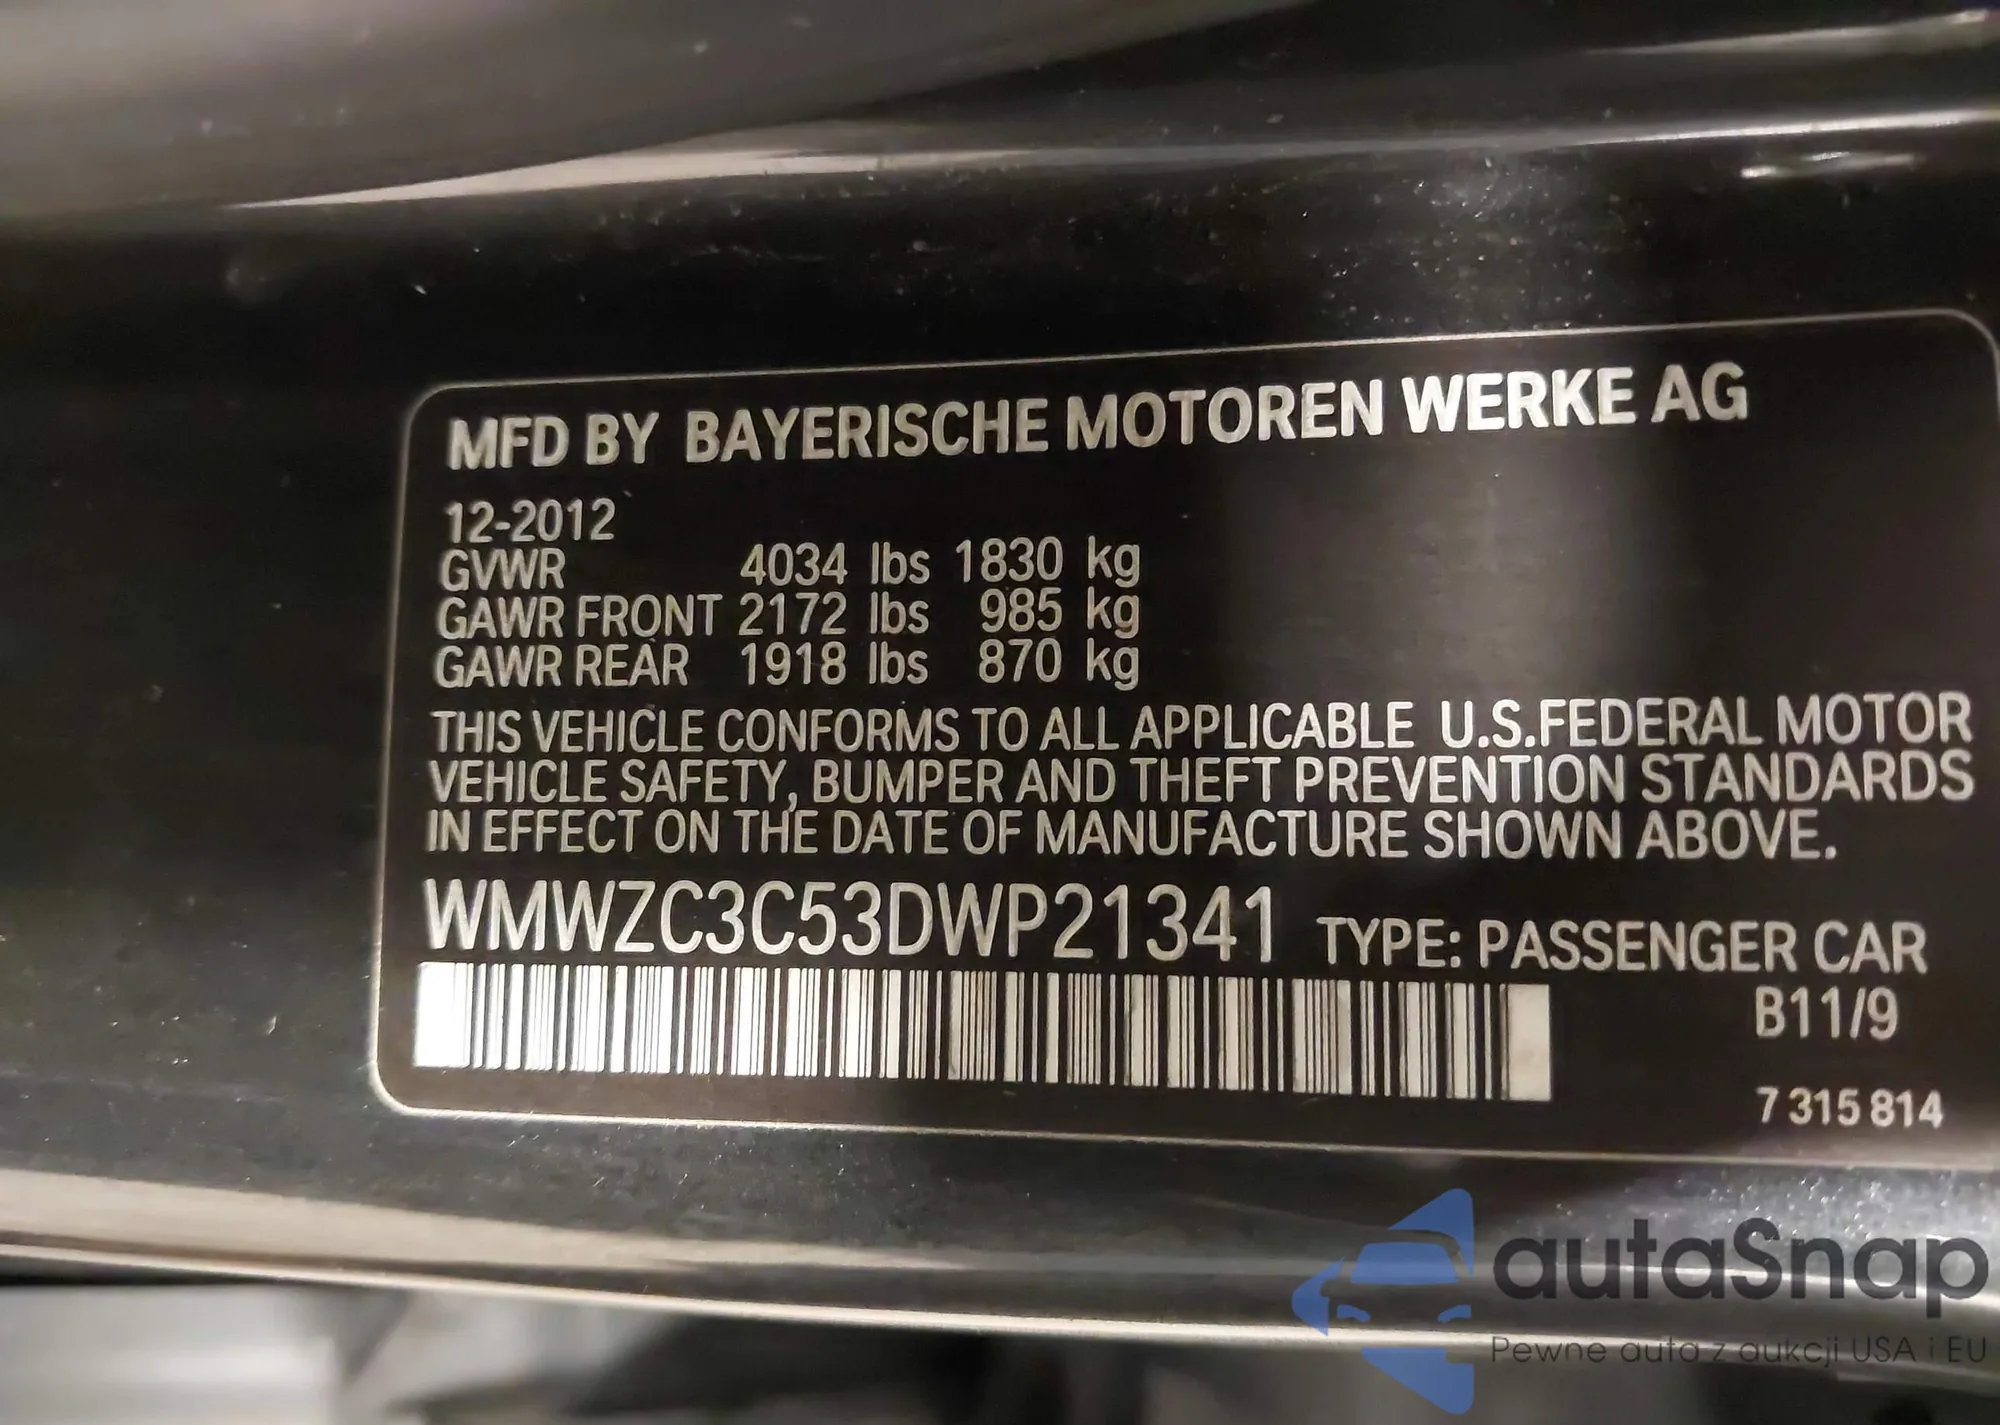 MFD BY BAYERISCHE MOTOREN WERKE AG
12-2012
GVWR 4034 lbs 1830 kg
GAWR FRONT 2172 lbs 985 kg
GAWR REAR 1918 lbs 870 kg
THIS VEHICLE CONFORMS TO ALL APPLICABLE U.S.FEDERAL MOTOR
VEHICLE SAFETY, BUMPER AND THEFT PREVENTION STANDARDS
IN EFFECT ON THE DATE OF MANUFACTURE SHOWN ABOVE.
WMWZC3C53DWP21341 TYPE: PASSENGER CAR
B11/9
7 315 814
autaSnap
Pewne auta z aukcji USA i EU